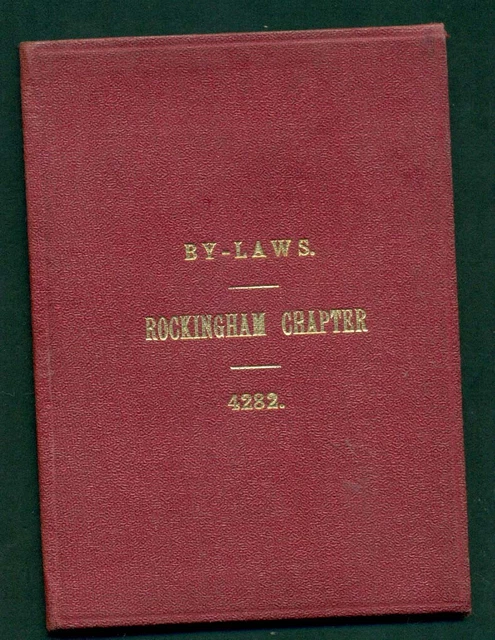 BY-LAWS.
ROCKINGHAM CHAPTER
4282.